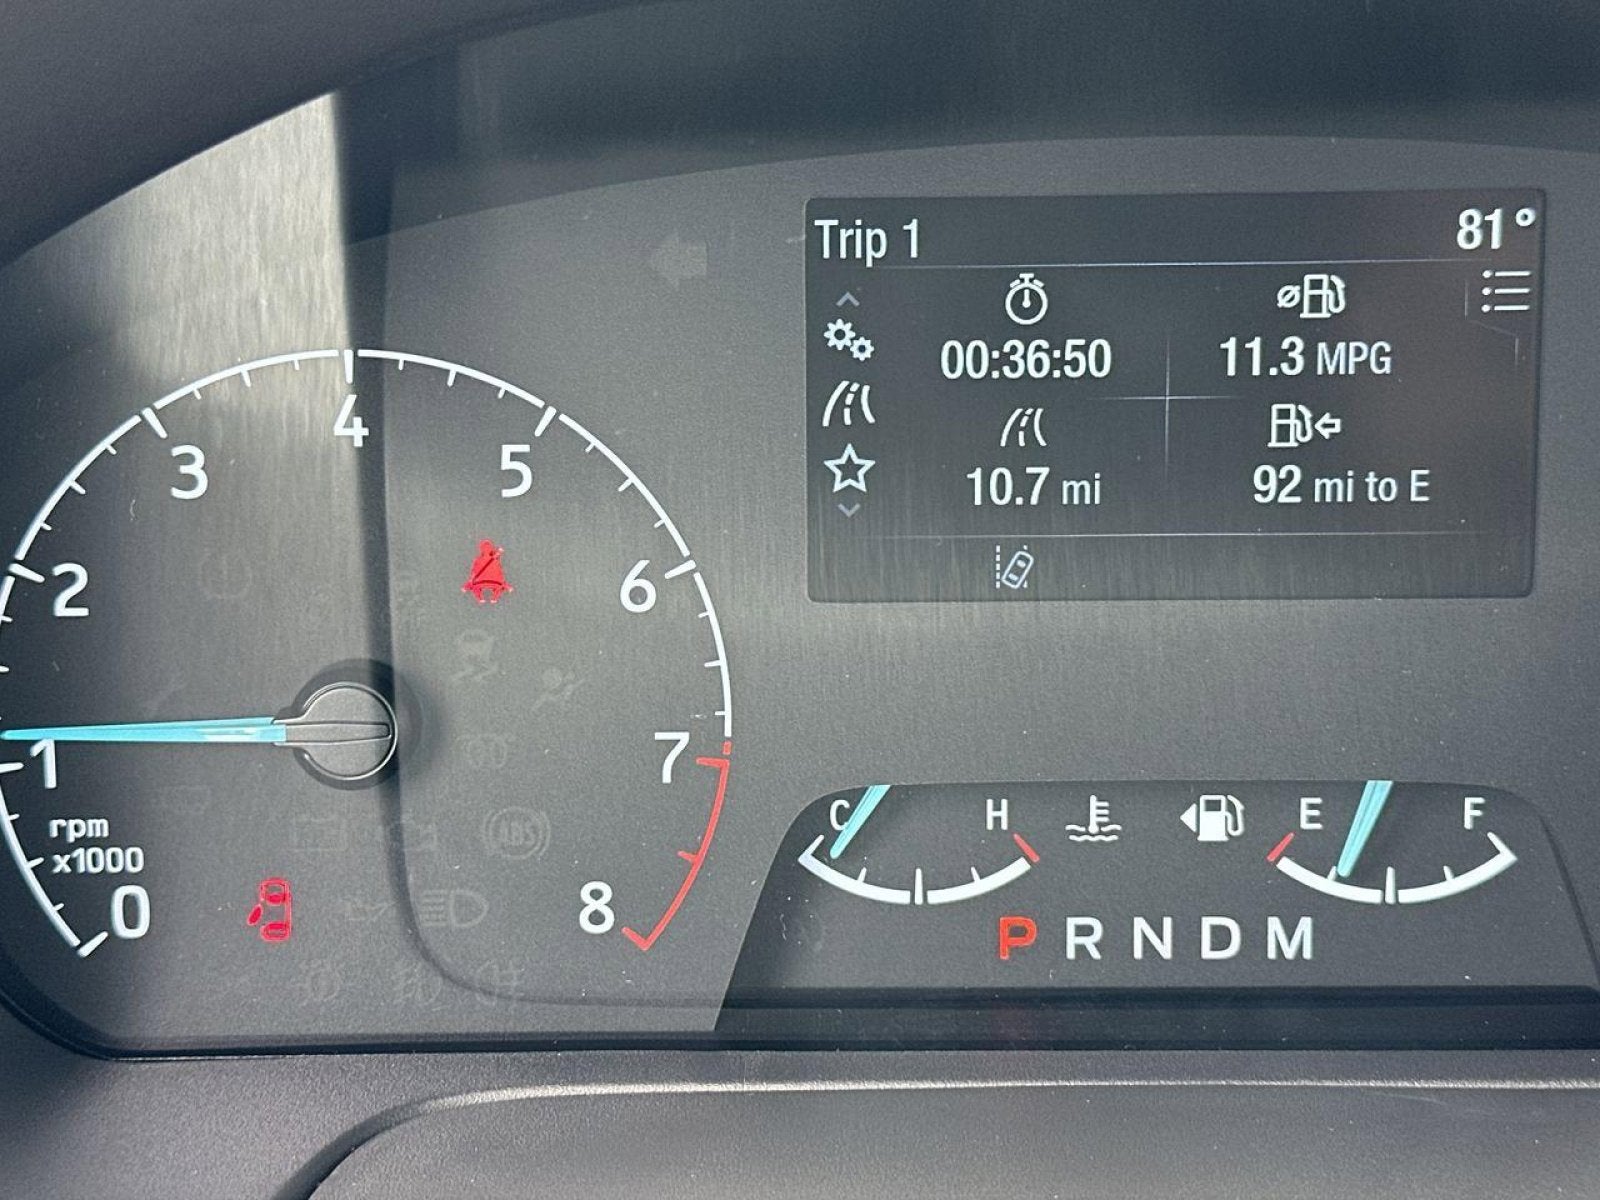 Trip 1
81°
00:36:50
11.3 MPG
10.7 mi
92 mi to E
0
1
2
3
4
5
6
7
8
rpm
x1000
ABS
C H
E F
P R N D M